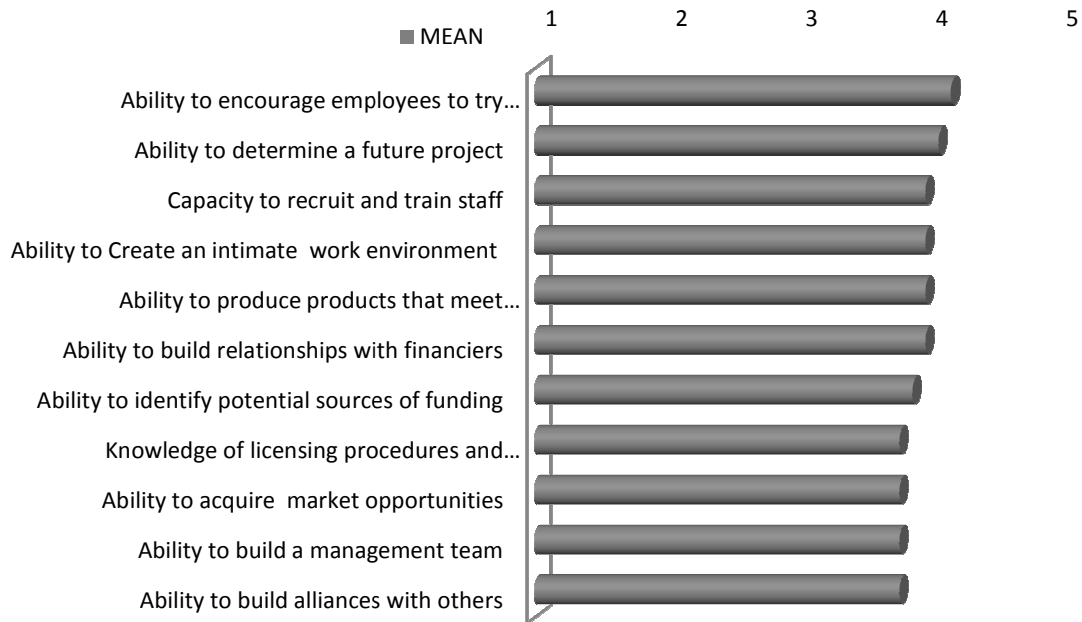 1 2 3 4 5
MEAN
Ability to encourage employees to try…
Ability to determine a future project
Capacity to recruit and train staff
Ability to Create an intimate  work environment
Ability to produce products that meet…
Ability to build relationships with financiers
Ability to identify potential sources of funding
Knowledge of licensing procedures and…
Ability to acquire  market opportunities
Ability to build a management team
Ability to build alliances with others